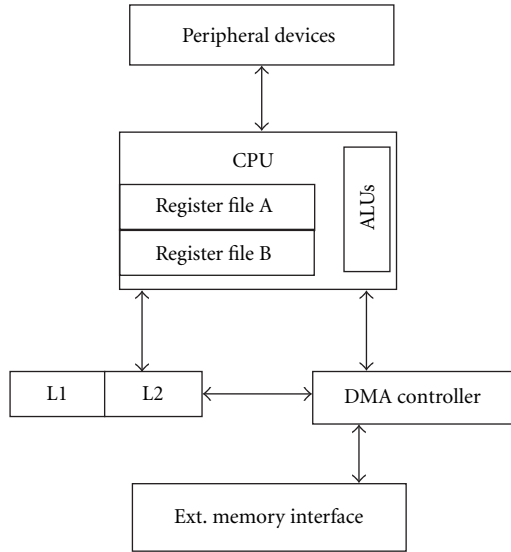 Peripheral devices
CPU
ALUs
Register file A
Register file B
L1
L2
DMA controller
Ext. memory interface